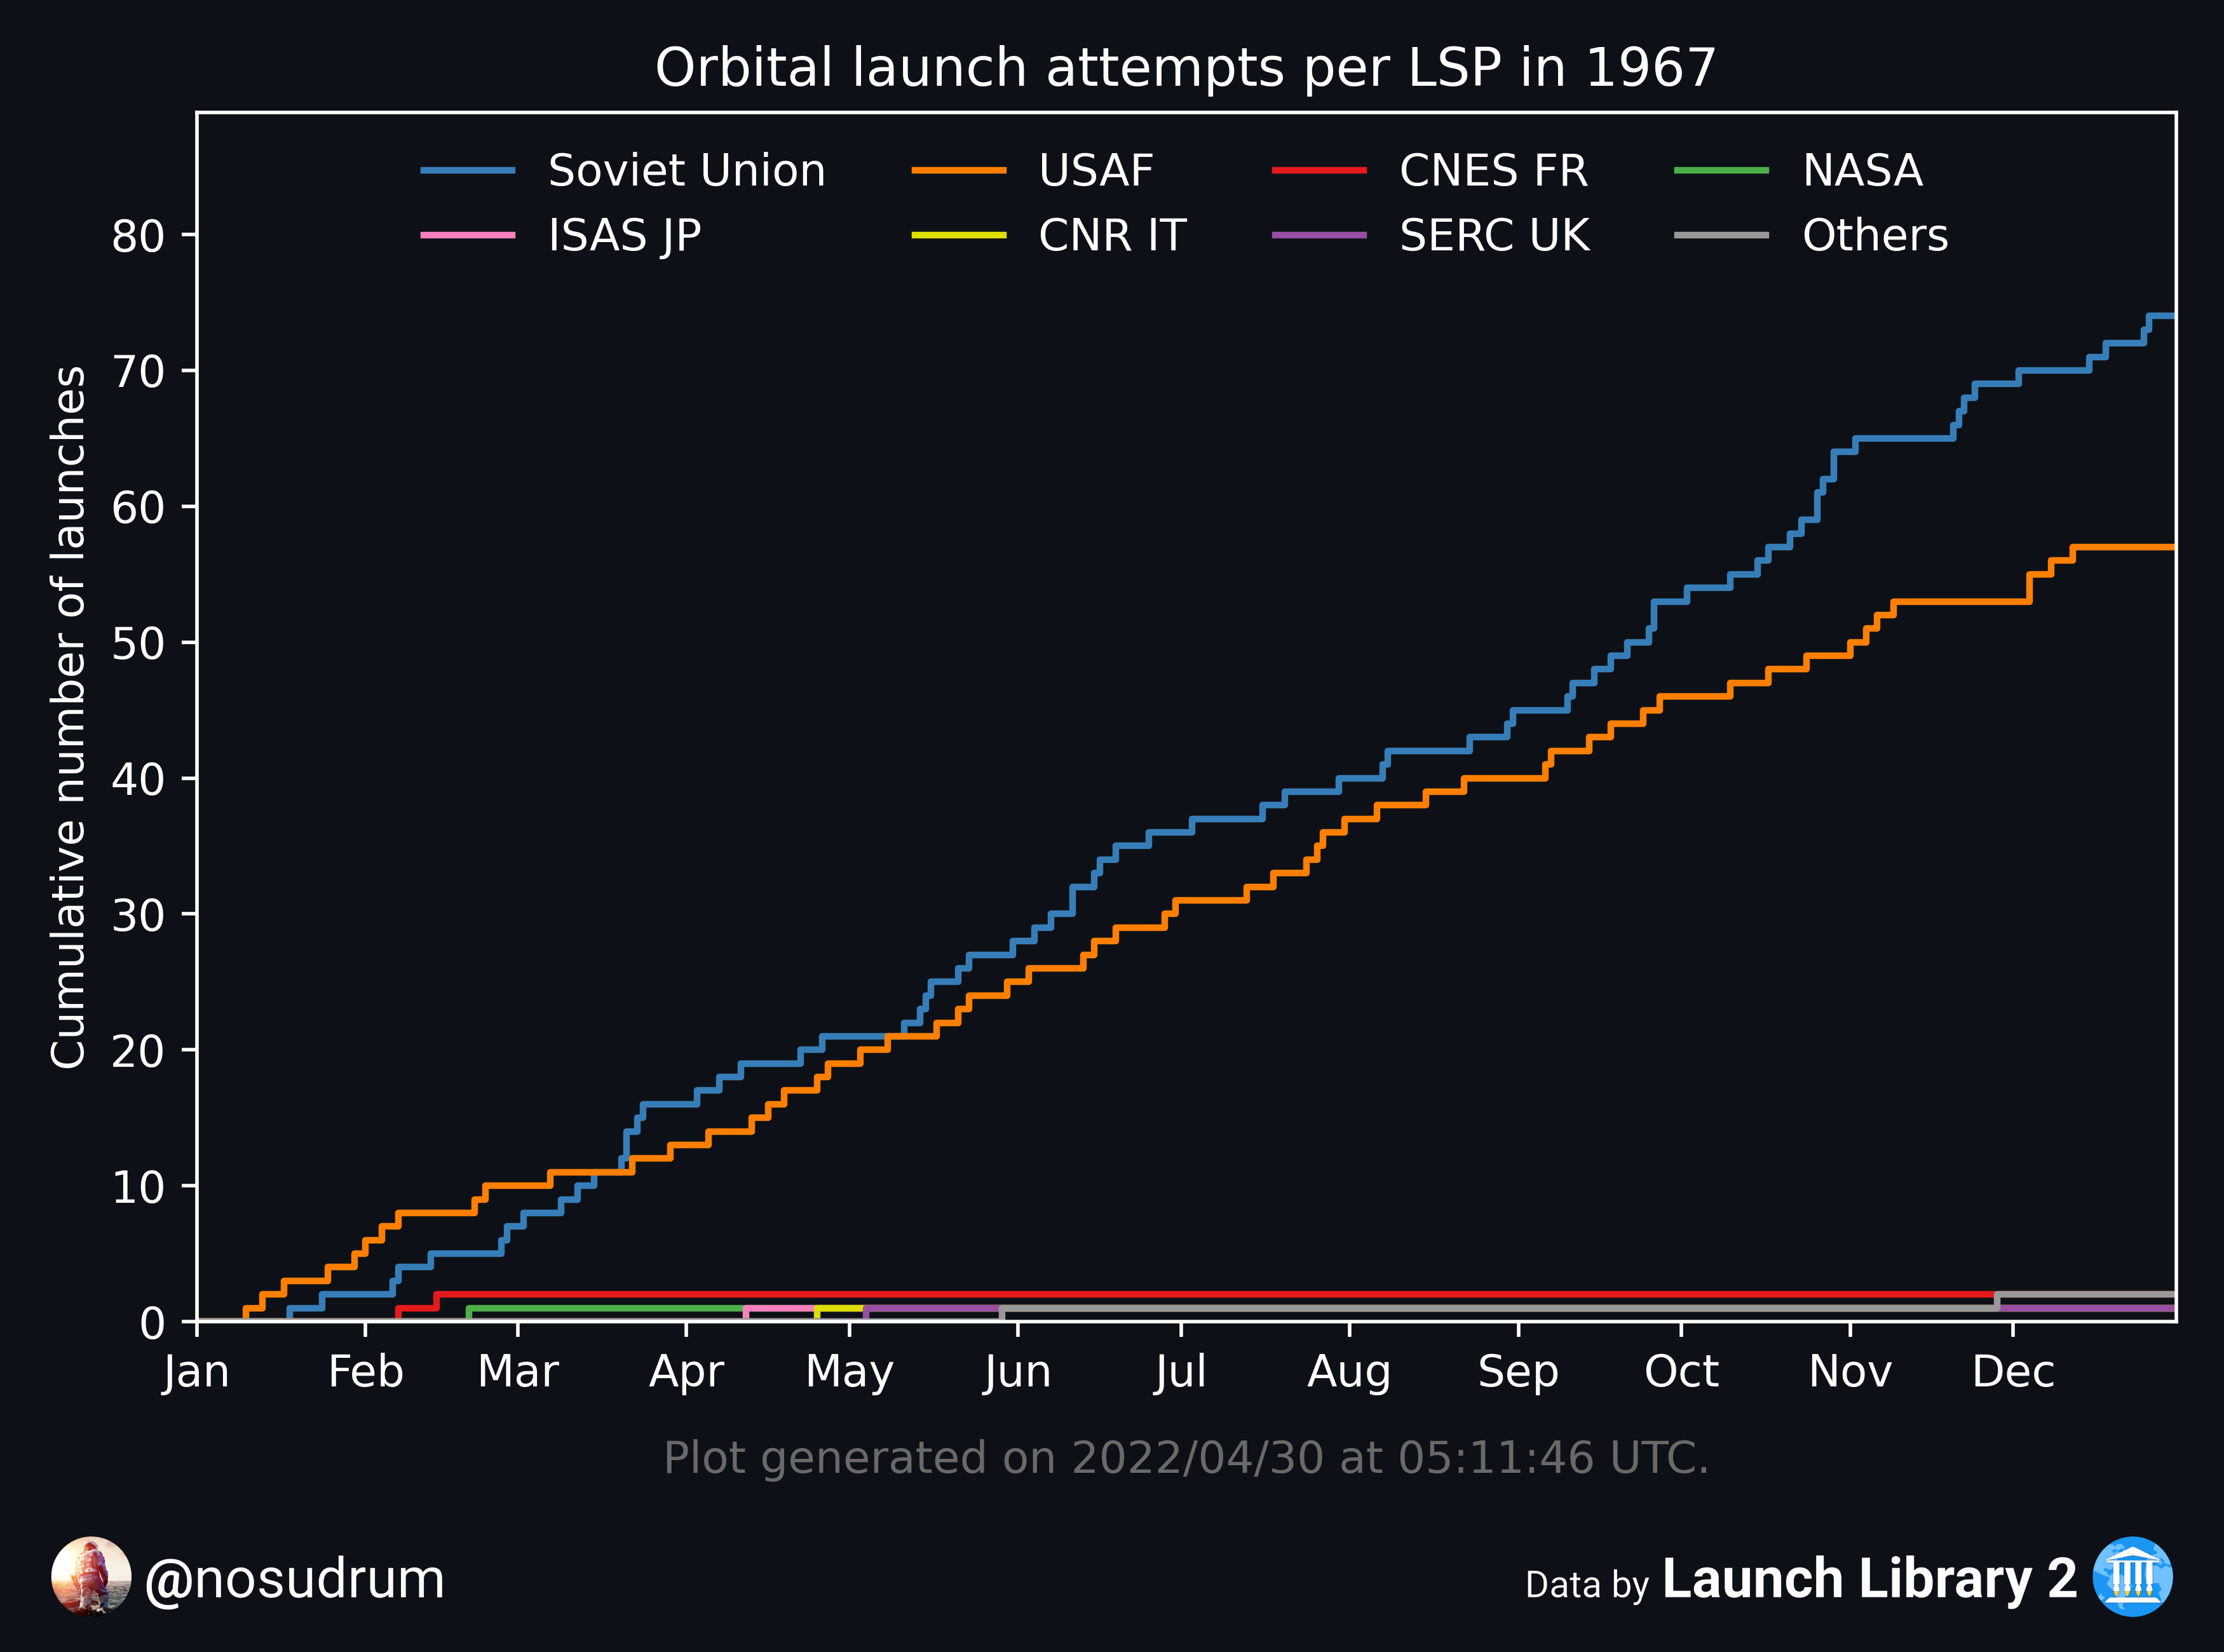 Orbital launch attempts per LSP in 1967
Soviet Union USAF CNES FR NASA
ISAS JP CNR IT SERC UK Others
Cumulative number of launches
80
70
60
50
40
30
20
10
0
Jan Feb Mar Apr May Jun Jul Aug Sep Oct Nov Dec
Plot generated on 2022/04/30 at 05:11:46 UTC.
@nosudrum
Data by Launch Library 2